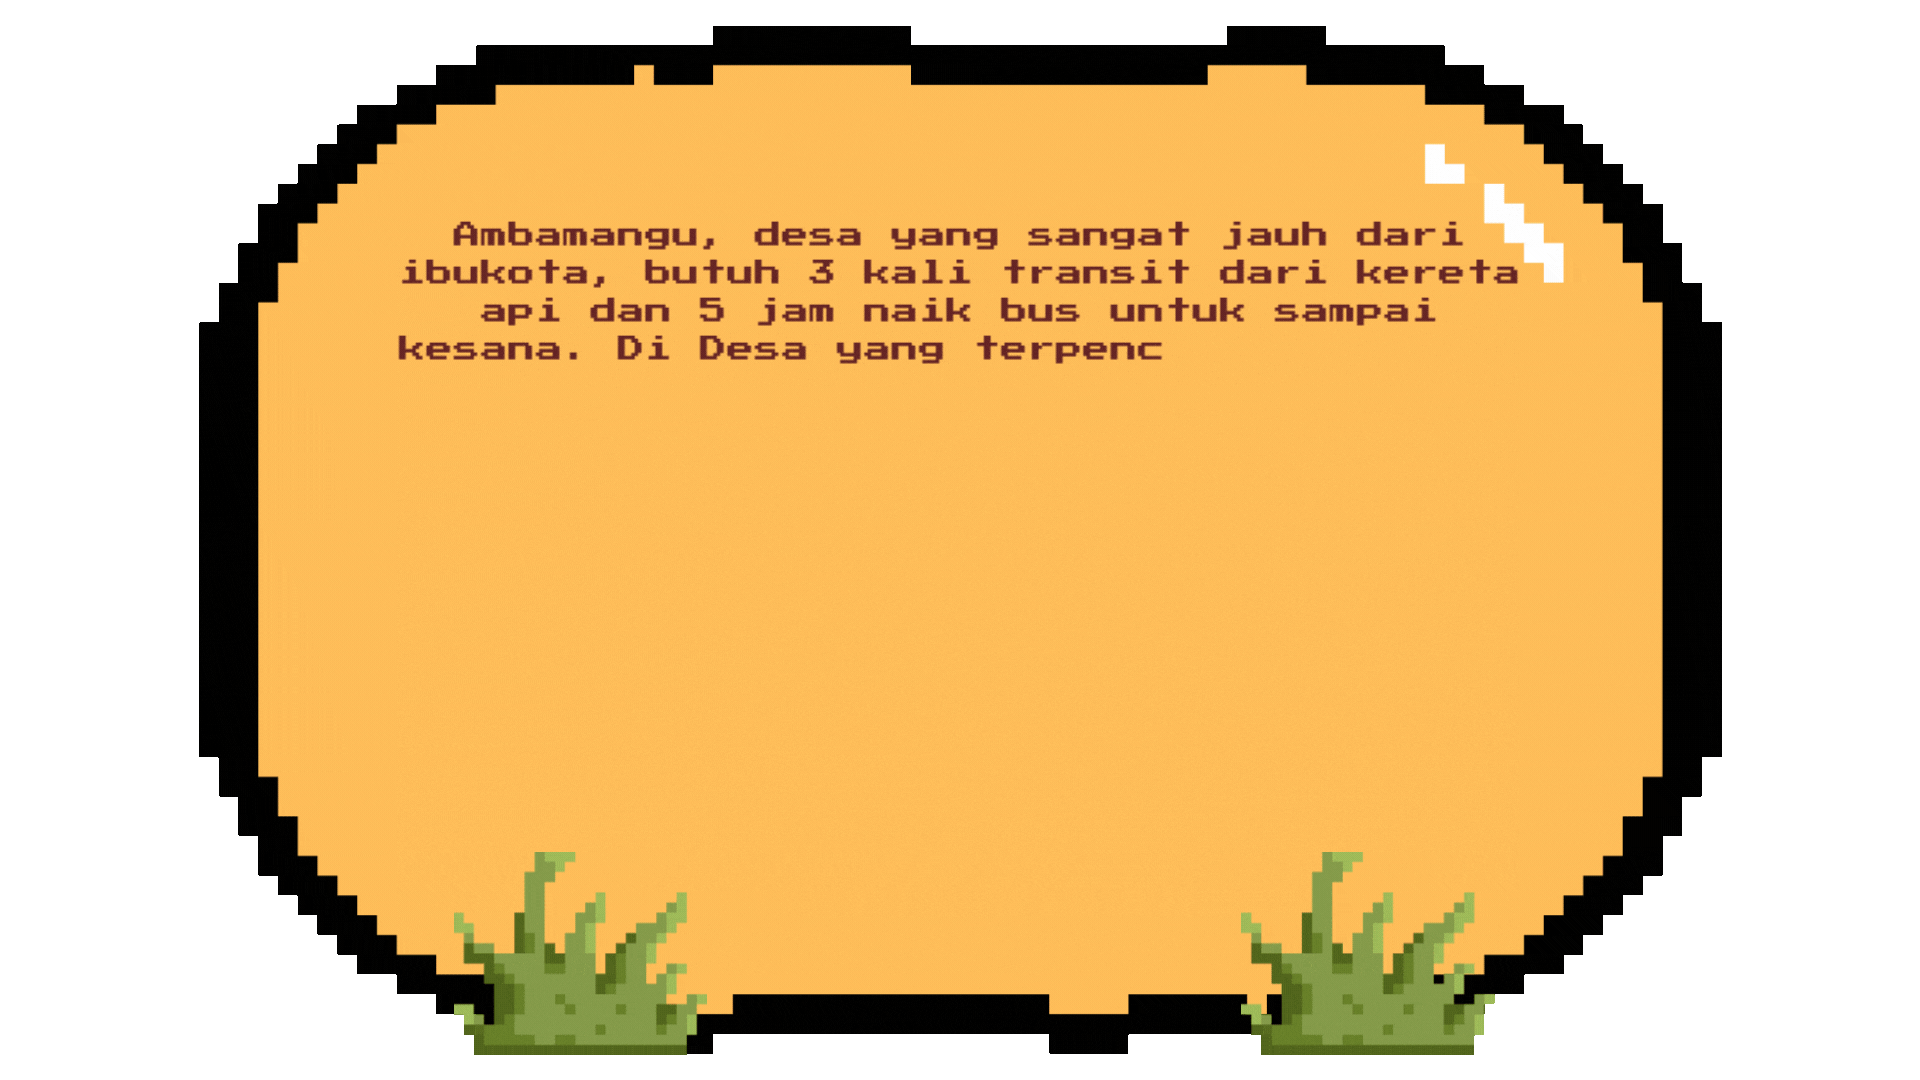 Ambamangu, desa yang sangat jauh dari
ibukota, butuh 3 kali transit dari kereta
api dan 5 jam naik bus untuk sampai
kesana. Di Desa yang terpenc